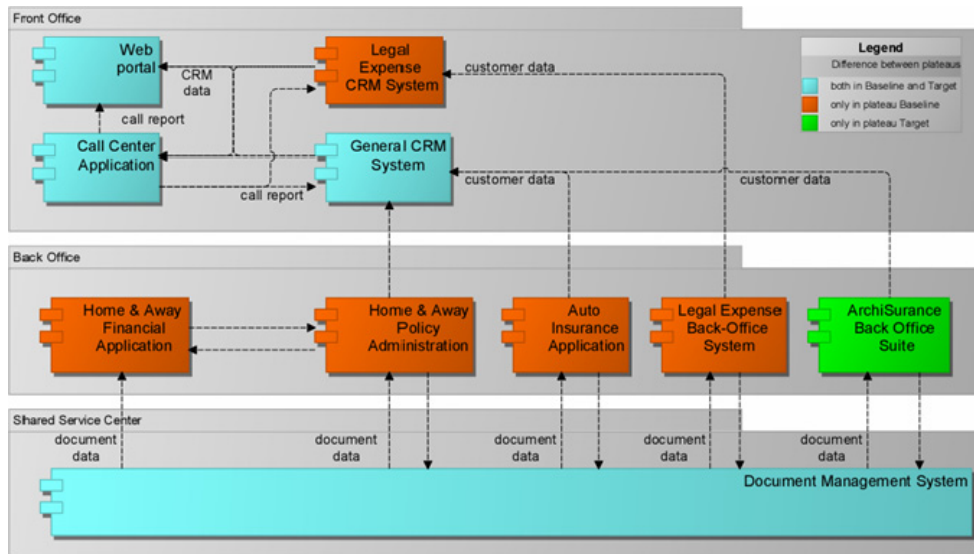 Front Office
Web
portal
CRM
data
Legal
Expense
CRM System
customer data
Legend
Difference between plateaus
both in Baseline and Target
only in plateau Baseline
only in plateau Target
call report
Call Center
Application
General CRM
System
call report
customer data
customer data
Back Office
Home & Away
Financial
Application
Home & Away
Policy
Administration
Auto
Insurance
Application
Legal Expense
Back-Office
System
ArchiSurance
Back Office
Suite
Shared Service Center
document
data
document
data
document
data
document
data
document
data
Document Management System